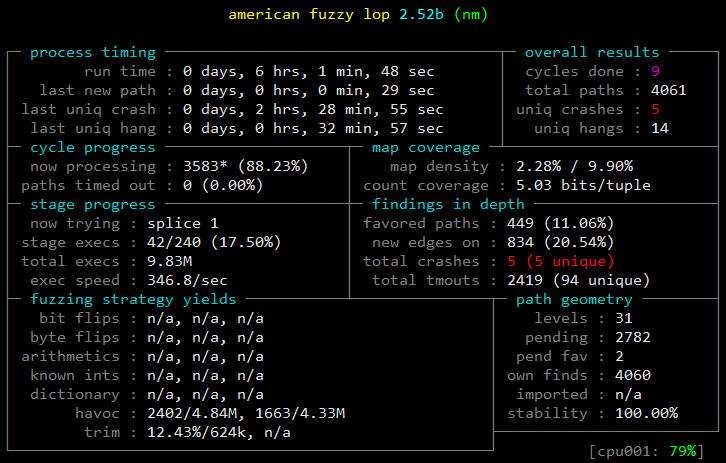 american fuzzy lop 2.52b (nm)
process timing overall results
run time : 0 days, 6 hrs, 1 min, 48 sec cycles done : 9
last new path : 0 days, 0 hrs, 0 min, 29 sec total paths : 4061
last uniq crash : 0 days, 2 hrs, 28 min, 55 sec uniq crashes : 5
last uniq hang : 0 days, 0 hrs, 32 min, 57 sec uniq hangs : 14
cycle progress map coverage
now processing : 3583* (88.23%) map density : 2.28% / 9.90%
paths timed out : 0 (0.00%) count coverage : 5.03 bits/tuple
stage progress findings in depth
now trying : splice 1 favored paths : 449 (11.06%)
stage execs : 42/240 (17.50%) new edges on : 834 (20.54%)
total execs : 9.83M total crashes : 5 (5 unique)
exec speed : 346.8/sec total tmouts : 2419 (94 unique)
fuzzing strategy yields path geometry
bit flips : n/a, n/a, n/a levels : 31
byte flips : n/a, n/a, n/a pending : 2782
arithmetics : n/a, n/a, n/a pend fav : 2
known ints : n/a, n/a, n/a own finds : 4060
dictionary : n/a, n/a, n/a imported : n/a
havoc : 2402/4.84M, 1663/4.33M stability : 100.00%
trim : 12.43%/624k, n/a
[cpu001: 79%]